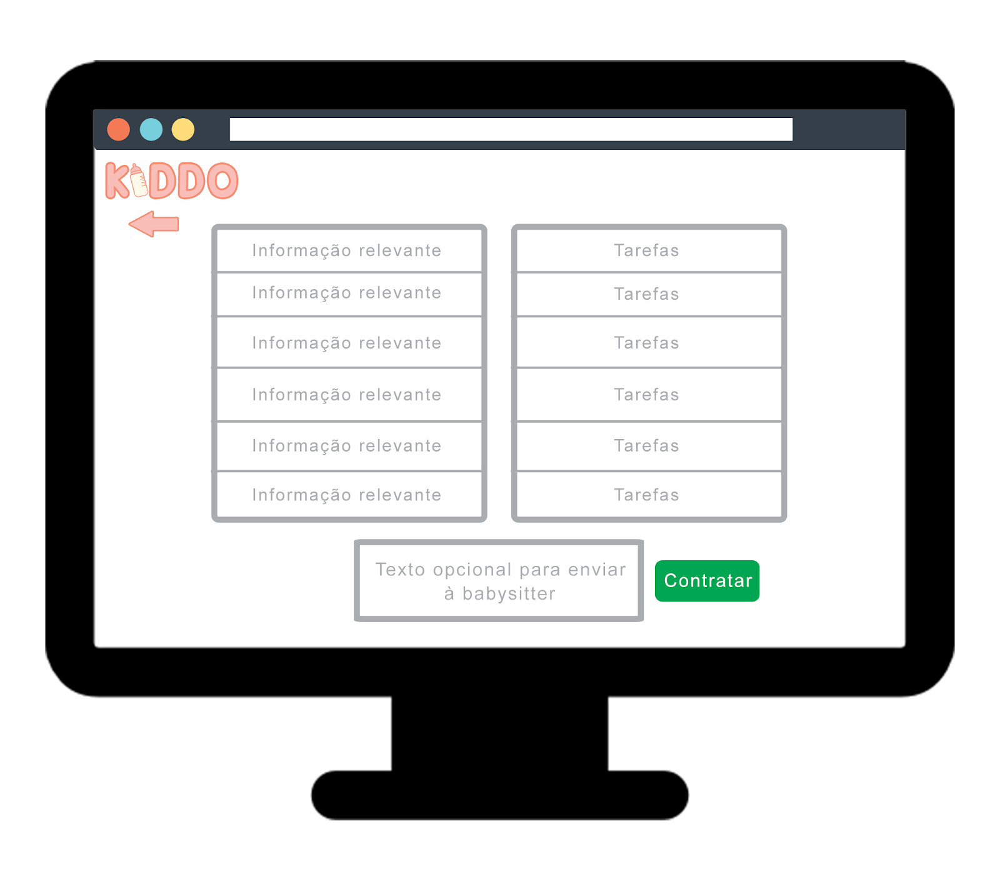 KIDDO
Informação relevante
Informação relevante
Informação relevante
Informação relevante
Informação relevante
Informação relevante
Tarefas
Tarefas
Tarefas
Tarefas
Tarefas
Tarefas
Texto opcional para enviar
à babysitter
Contratar